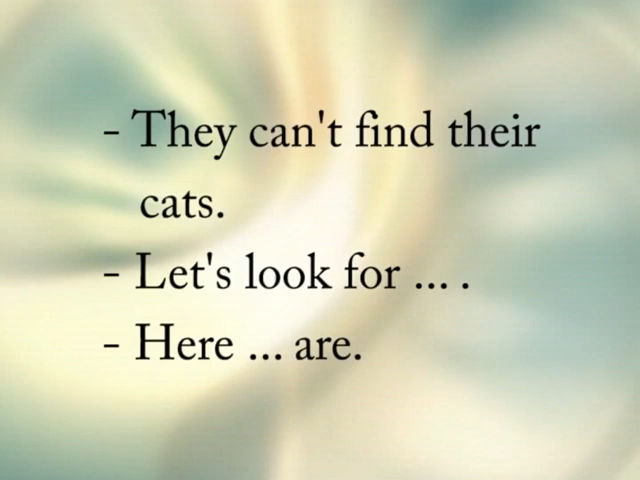 - They can't find their
cats.
- Let's look for ... .
- Here ... are.